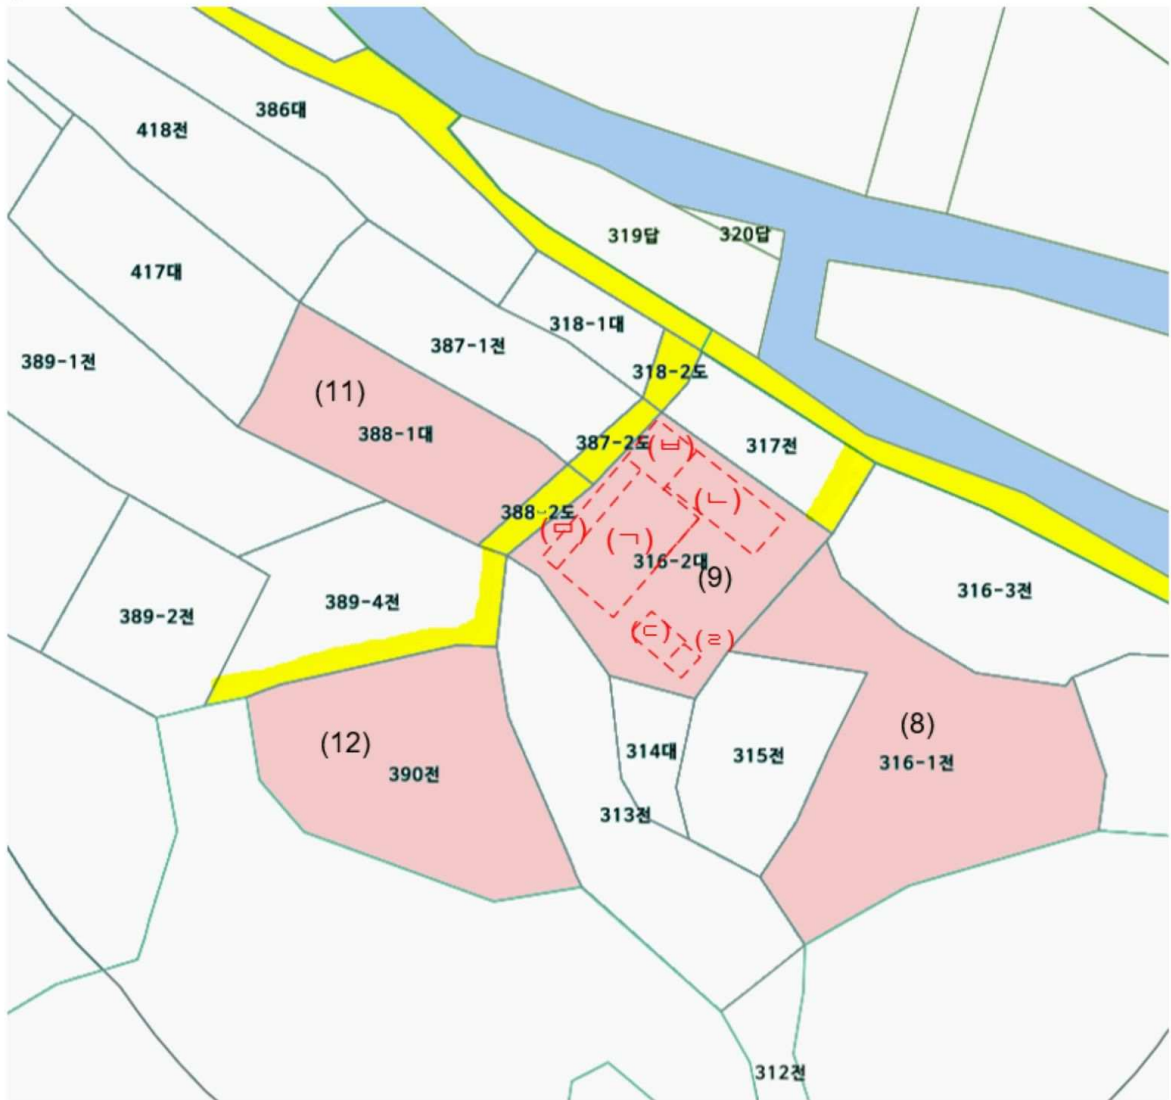 386대
418전
319답
320답
417대
318-1대
387-1전
389-1전
318-2도
(11)
388-1대
387-2도
(ㅂ)
317전
(ㄴ)
388-2도
(ㅁ)
(ㄱ)
316-2대
(9)
316-3전
389-4전
389-2전
(ㄷ)
(ㄹ)
(8)
(12)
314대
315전
316-1전
390전
313전
312전